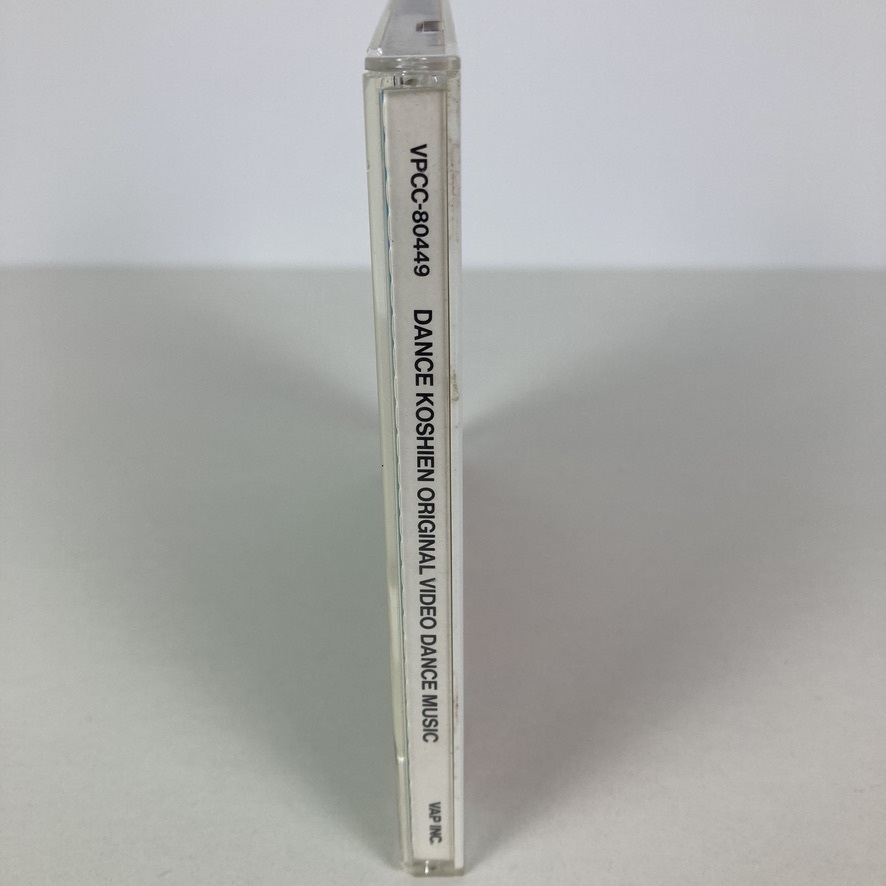 VPCC-80449 DANCE KOSHIEN ORIGINAL VIDEO DANCE MUSIC VAP INC.